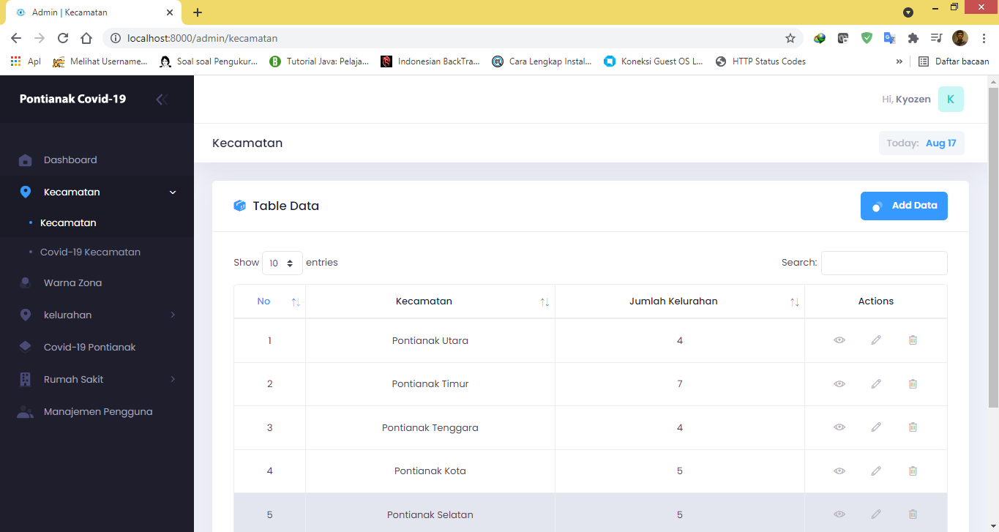 Admin | Kecamatan
localhost:8000/admin/kecamatan
Apl Melihat Username... Soal soal Pengukur... Tutorial Java: Pelaja... Indonesian BackTra... Cara Lengkap Instal... Koneksi Guest OS L... HTTP Status Codes » Daftar bacaan
Pontianak Covid-19
Hi, Kyozen K
Kecamatan
Today: Aug 17
Dashboard
Kecamatan
Kecamatan
Covid-19 Kecamatan
Warna Zona
kelurahan
Covid-19 Pontianak
Rumah Sakit
Manajemen Pengguna
Table Data
Add Data
Show 10 entries
Search:
No Kecamatan Jumlah Kelurahan Actions
1 Pontianak Utara 4
2 Pontianak Timur 7
3 Pontianak Tenggara 4
4 Pontianak Kota 5
5 Pontianak Selatan 5